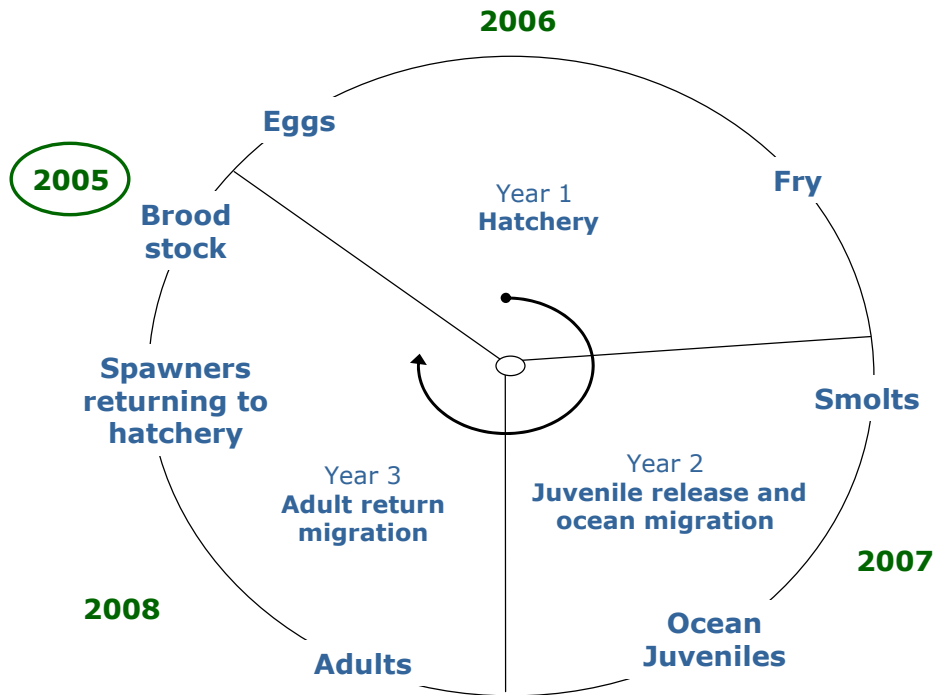 2006
Eggs
2005
Brood
stock
Year 1
Hatchery
Fry
Spawners
returning to
hatchery
Smolts
Year 3
Adult return
migration
Year 2
Juvenile release and
ocean migration
2007
2008
Adults
Ocean
Juveniles